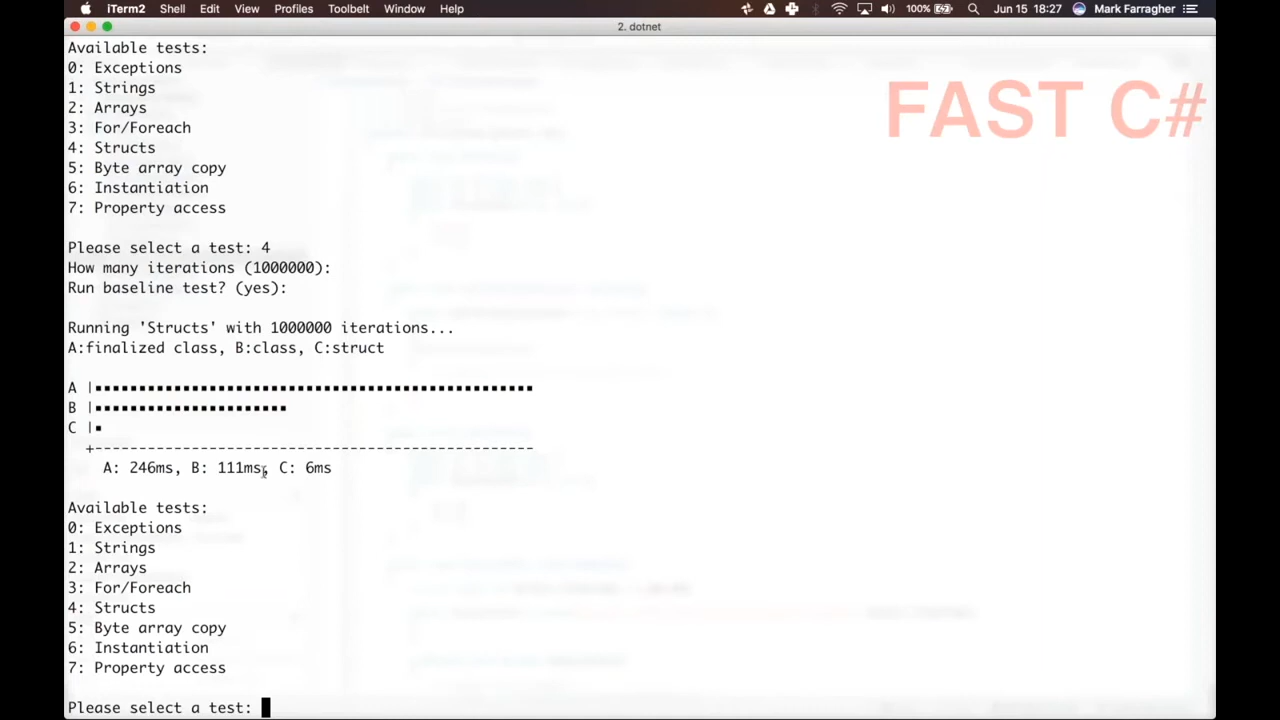 iTerm2 Shell Edit View Profiles Toolbelt Window Help 100% Jun 15 18:27 Mark Farragher
2. dotnet
FAST C#
Available tests:
0: Exceptions
1: Strings
2: Arrays
3: For/Foreach
4: Structs
5: Byte array copy
6: Instantiation
7: Property access
Please select a test: 4
How many iterations (1000000):
Run baseline test? (yes):
Running 'Structs' with 1000000 iterations...
A:finalized class, B:class, C:struct
A |
B |
C |
+--------------------------------------------------
A: 246ms, B: 111ms, C: 6ms
Available tests:
0: Exceptions
1: Strings
2: Arrays
3: For/Foreach
4: Structs
5: Byte array copy
6: Instantiation
7: Property access
Please select a test: